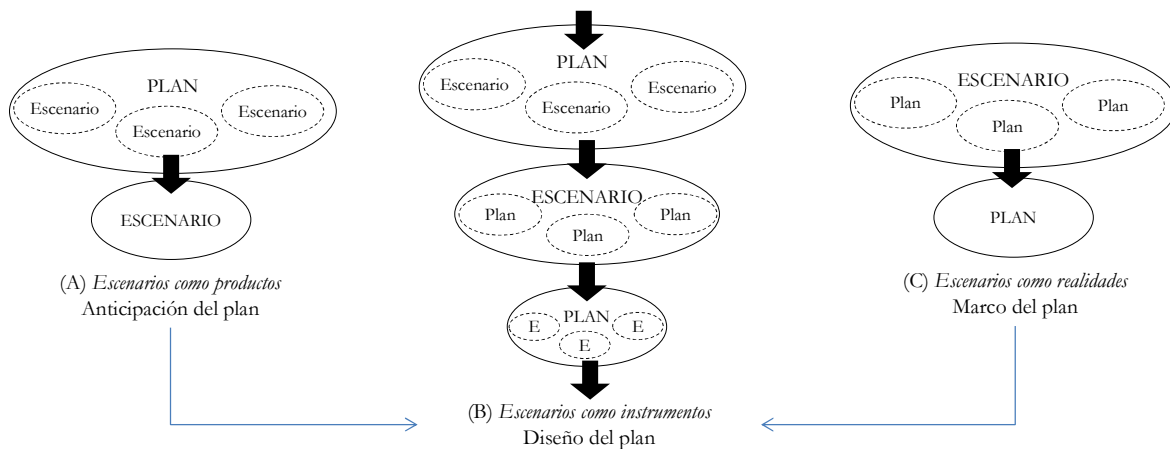 PLAN
Escenario
Escenario
Escenario
ESCENARIO
(A) Escenarios como productos
Anticipación del plan
PLAN
Escenario
Escenario
Escenario
ESCENARIO
Plan
Plan
Plan
PLAN
E
E
E
(B) Escenarios como instrumentos
Diseño del plan
ESCENARIO
Plan
Plan
Plan
PLAN
(C) Escenarios como realidades
Marco del plan